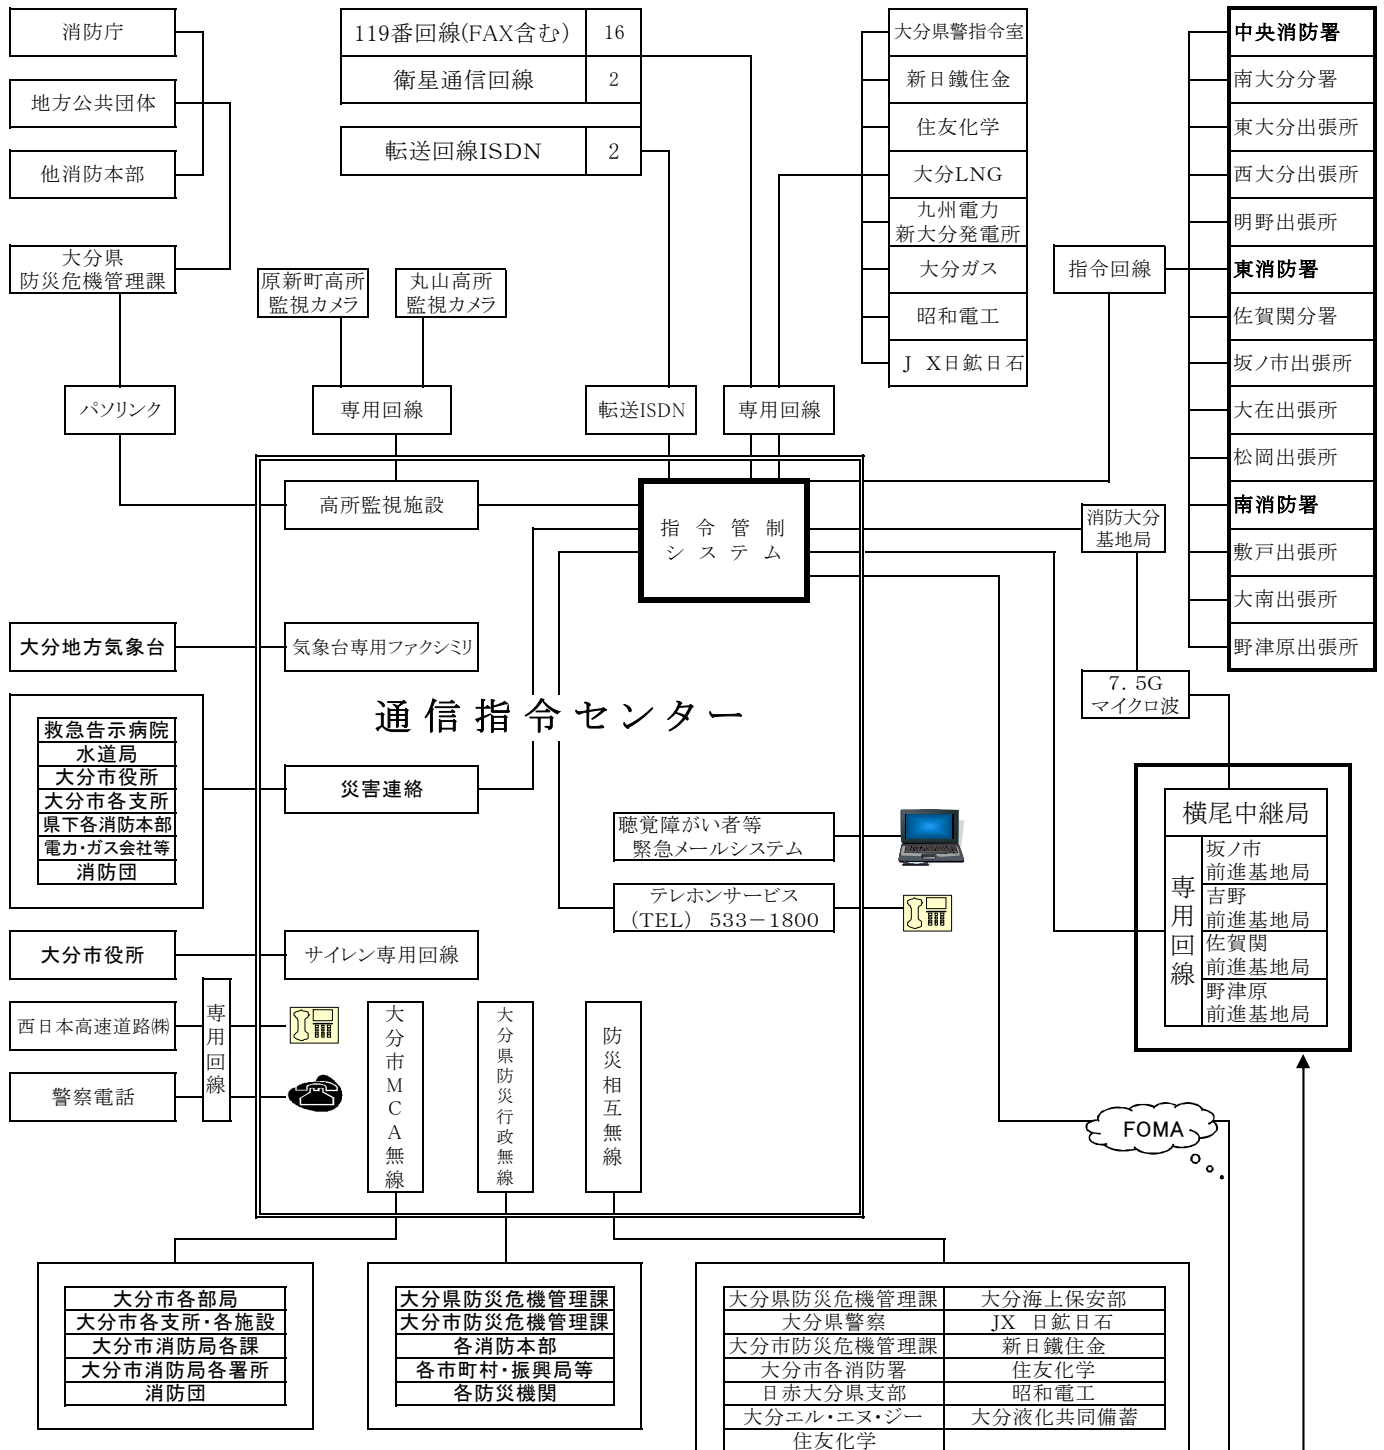 消防庁
地方公共団体
他消防本部
大分県
防災危機管理課
パソリンク
119番回線(FAX含む) 16
衛星通信回線 2
転送回線ISDN 2
原新町高所
監視カメラ
丸山高所
監視カメラ
専用回線
転送ISDN
専用回線
大分県警指令室
新日鐵住金
住友化学
大分LNG
九州電力
新大分発電所
大分ガス
昭和電工
J X日鉱日石
指令回線
中央消防署
南大分分署
東大分出張所
西大分出張所
明野出張所
東消防署
佐賀関分署
坂ノ市出張所
大在出張所
松岡出張所
南消防署
敷戸出張所
大南出張所
野津原出張所
高所監視施設
指令管制
システム
消防大分
基地局
7.5G
マイクロ波
大分地方気象台
気象台専用ファクシミリ
通信指令センター
救急告示病院
水道局
大分市役所
大分市各支所
県下各消防本部
電力・ガス会社等
消防団
災害連絡
聴覚障がい者等
緊急メールシステム
テレホンサービス
(TEL) 533−1800
横尾中継局
専用回線
坂ノ市
前進基地局
吉野
前進基地局
佐賀関
前進基地局
野津原
前進基地局
大分市役所
サイレン専用回線
西日本高速道路㈱
警察電話
専用回線
大分市MCA無線
大分県防災行政無線
防災相互無線
FOMA
大分市各部局
大分市各支所・各施設
大分市消防局各課
大分市消防局各署所
消防団
大分県防災危機管理課
大分市防災危機管理課
各消防本部
各市町村・振興局等
各防災機関
大分県防災危機管理課 大分海上保安部
大分県警察 JX 日鉱日石
大分市防災危機管理課 新日鐵住金
大分市各消防署 住友化学
日赤大分県支部 昭和電工
大分エル・エヌ・ジー 大分液化共同備蓄
住友化学